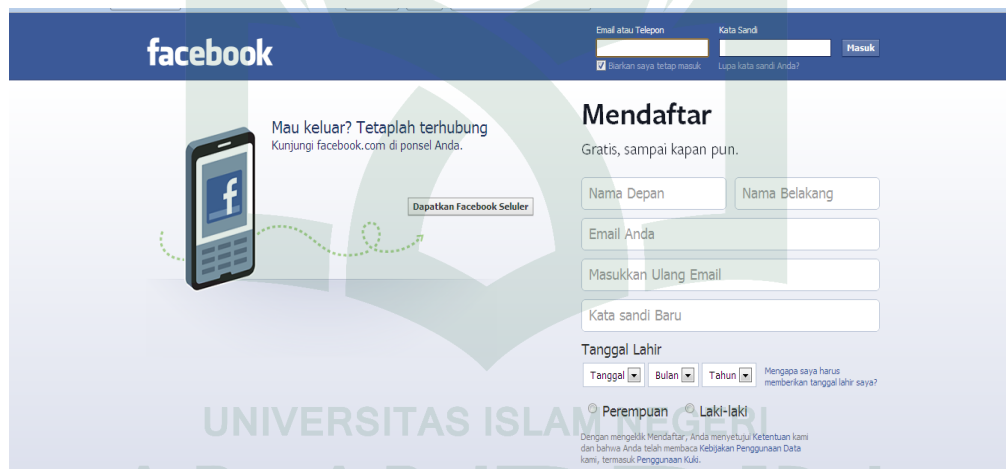 facebook
Email atau Telepon
Kata Sandi
Masuk
Biarkan saya tetap masuk
Lupa kata sandi Anda?
Mau keluar? Tetaplah terhubung
Kunjungi facebook.com di ponsel Anda.
Dapatkan Facebook Seluler
Mendaftar
Gratis, sampai kapan pun.
Nama Depan
Nama Belakang
Email Anda
Masukkan Ulang Email
Kata sandi Baru
Tanggal Lahir
Tanggal
Bulan
Tahun
Mengapa saya harus
memberikan tanggal lahir saya?
Perempuan
Laki-laki
Dengan mengeklik Mendaftar, Anda menyetujui Ketentuan kami
dan bahwa Anda telah membaca Kebijakan Penggunaan Data
kami, termasuk Penggunaan Kuki.
UNIVERSITAS ISLAM NEGERI